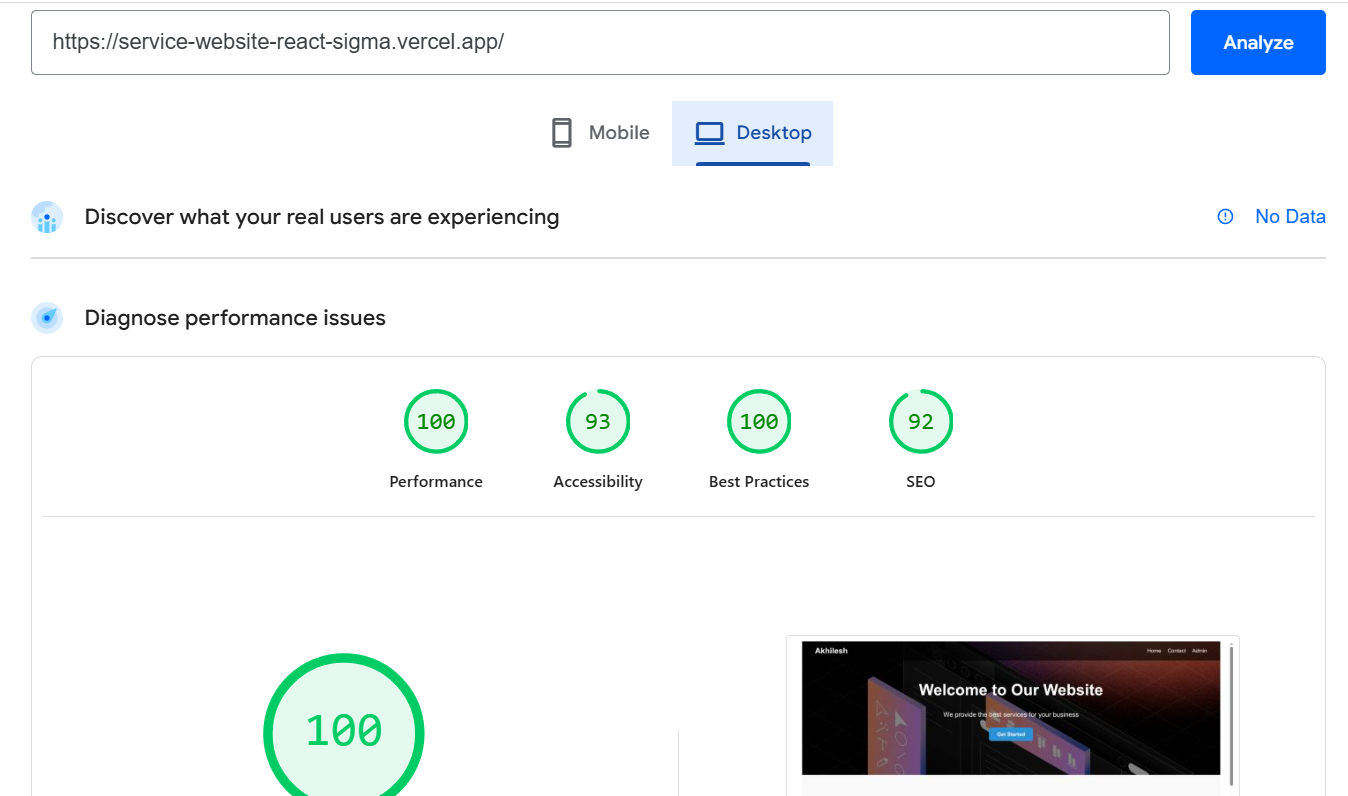 https://service-website-react-sigma.vercel.app/
Analyze
Mobile
Desktop
Discover what your real users are experiencing
No Data
Diagnose performance issues
100
93
100
92
Performance
Accessibility
Best Practices
SEO
100
Akhilesh
Home Contact Admin
Welcome to Our Website
We provide the best services for your business
Get Started